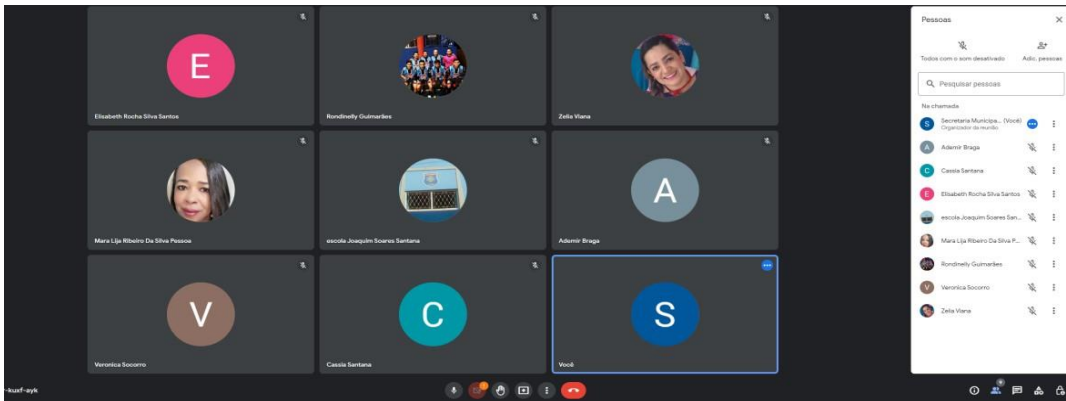 E
Elisabeth Rocha Silva Santos
Rondinelly Guimarães
Zelia Viana
Mara Lija Ribeiro Da Silva Pessoa
escola Joaquim Soares Santana
A
Ademir Braga
V
Veronica Socorro
C
Cassia Santana
S
Você
-kuxf-ayk
Pessoas
Todos com o som desativado
Adic. pessoas
Pesquisar pessoas
Na chamada
S
Secretaria Municipa... (Você)
Organizador da reunião
A
Ademir Braga
C
Cassia Santana
E
Elisabeth Rocha Silva Santos
escola Joaquim Soares San...
Mara Lija Ribeiro Da Silva P...
Rondinelly Guimarães
V
Veronica Socorro
Zelia Viana
9